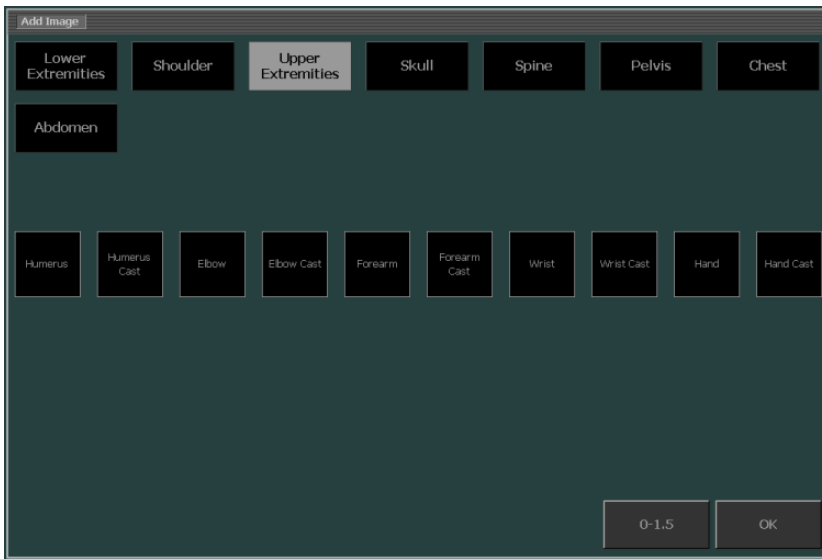 Add Image
Lower
Extremities
Shoulder
Upper
Extremities
Skull
Spine
Pelvis
Chest
Abdomen
Humerus
Humerus
Cast
Elbow
Elbow Cast
Forearm
Forearm
Cast
Wrist
Wrist Cast
Hand
Hand Cast
0-1.5
OK